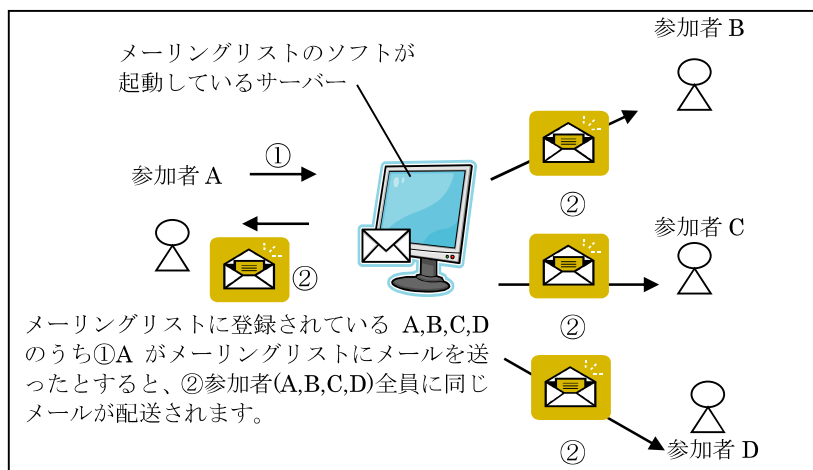 メーリングリストのソフトが
起動しているサーバー
参加者 B
①
参加者 A
②
参加者 C
②
②
メーリングリストに登録されている A,B,C,D
のうち①A がメーリングリストにメールを送
ったとすると、②参加者(A,B,C,D)全員に同じ
メールが配送されます。
参加者 D
②